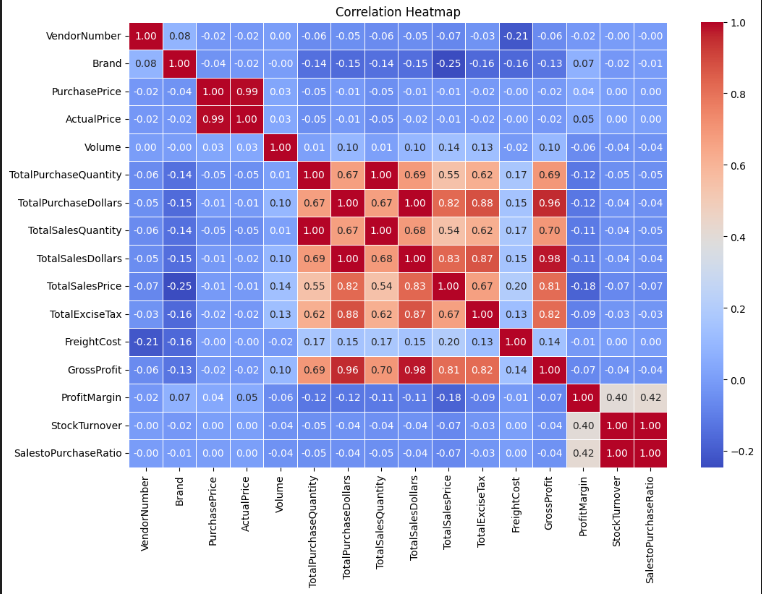 Correlation Heatmap
VendorNumber 1.00 0.08 -0.02 -0.02 0.00 -0.06 -0.05 -0.06 -0.05 -0.07 -0.03 -0.21 -0.06 -0.02 -0.00 -0.00
Brand 0.08 1.00 -0.04 -0.02 -0.00 -0.14 -0.15 -0.14 -0.15 -0.25 -0.16 -0.16 -0.13 0.07 -0.02 -0.01
PurchasePrice -0.02 -0.04 1.00 0.99 0.03 -0.05 -0.01 -0.05 -0.01 -0.01 -0.02 -0.00 -0.02 0.04 0.00 0.00
ActualPrice -0.02 -0.02 0.99 1.00 0.03 -0.05 -0.01 -0.05 -0.02 -0.01 -0.02 -0.00 -0.02 0.05 0.00 0.00
Volume 0.00 -0.00 0.03 0.03 1.00 0.01 0.10 0.01 0.10 0.14 0.13 -0.02 0.10 -0.06 -0.04 -0.04
TotalPurchaseQuantity -0.06 -0.14 -0.05 -0.05 0.01 1.00 0.67 1.00 0.69 0.55 0.62 0.17 0.69 -0.12 -0.05 -0.05
TotalPurchaseDollars -0.05 -0.15 -0.01 -0.01 0.10 0.67 1.00 0.67 1.00 0.82 0.88 0.15 0.96 -0.12 -0.04 -0.04
TotalSalesQuantity -0.06 -0.14 -0.05 -0.05 0.01 1.00 0.67 1.00 0.68 0.54 0.62 0.17 0.70 -0.11 -0.05 -0.05
TotalSalesDollars -0.05 -0.15 -0.01 -0.02 0.10 0.69 1.00 0.68 1.00 0.83 0.87 0.15 0.98 -0.11 -0.04 -0.04
TotalSalesPrice -0.07 -0.25 -0.01 -0.01 0.14 0.55 0.82 0.54 0.83 1.00 0.67 0.20 0.81 -0.18 -0.07 -0.07
TotalExciseTax -0.03 -0.16 -0.02 -0.02 0.13 0.62 0.88 0.62 0.87 0.67 1.00 0.13 0.82 -0.09 -0.03 -0.03
FreightCost -0.21 -0.16 -0.00 -0.00 -0.02 0.17 0.15 0.17 0.15 0.20 0.13 1.00 0.14 -0.01 0.00 0.00
GrossProfit -0.06 -0.13 -0.02 -0.02 0.10 0.69 0.96 0.70 0.98 0.81 0.82 0.14 1.00 -0.07 -0.04 -0.04
ProfitMargin -0.02 0.07 0.04 0.05 -0.06 -0.12 -0.12 -0.11 -0.11 -0.18 -0.09 -0.01 -0.07 1.00 0.40 0.42
StockTurnover -0.00 -0.02 0.00 0.00 -0.04 -0.05 -0.04 -0.05 -0.04 -0.07 -0.03 0.00 -0.04 0.40 1.00 1.00
SalestoPurchaseRatio -0.00 -0.01 0.00 0.00 -0.04 -0.05 -0.04 -0.05 -0.04 -0.07 -0.03 0.00 -0.04 0.42 1.00 1.00
VendorNumber
Brand
PurchasePrice
ActualPrice
Volume
TotalPurchaseQuantity
TotalPurchaseDollars
TotalSalesQuantity
TotalSalesDollars
TotalSalesPrice
TotalExciseTax
FreightCost
GrossProfit
ProfitMargin
StockTurnover
SalestoPurchaseRatio
1.0
0.8
0.6
0.4
0.2
0.0
−0.2